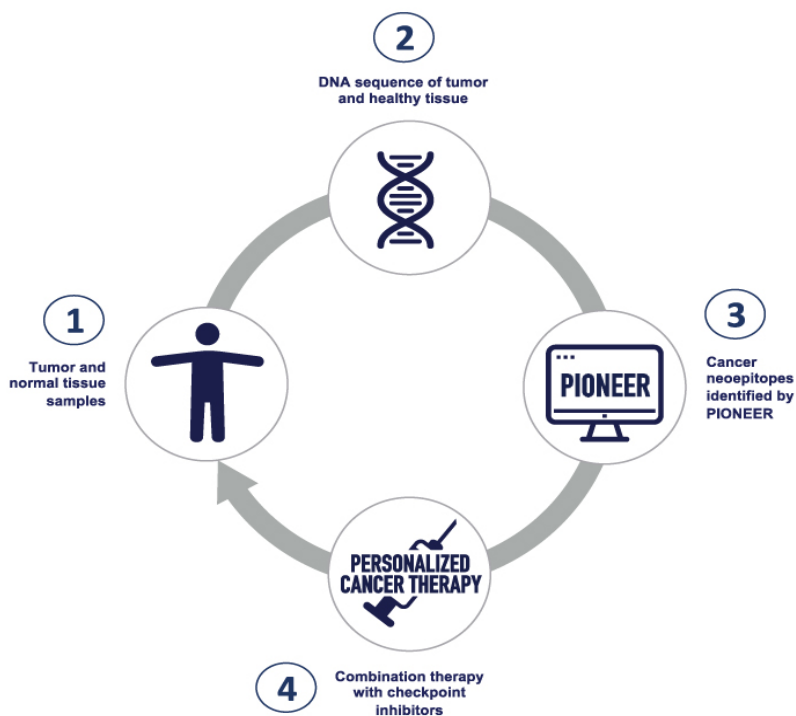 2
DNA sequence of tumor
and healthy tissue
1
Tumor and
normal tissue
samples
PIONEER
3
Cancer
neoepitopes
identified by
PIONEER
PERSONALIZED
CANCER THERAPY
4
Combination therapy
with checkpoint
inhibitors